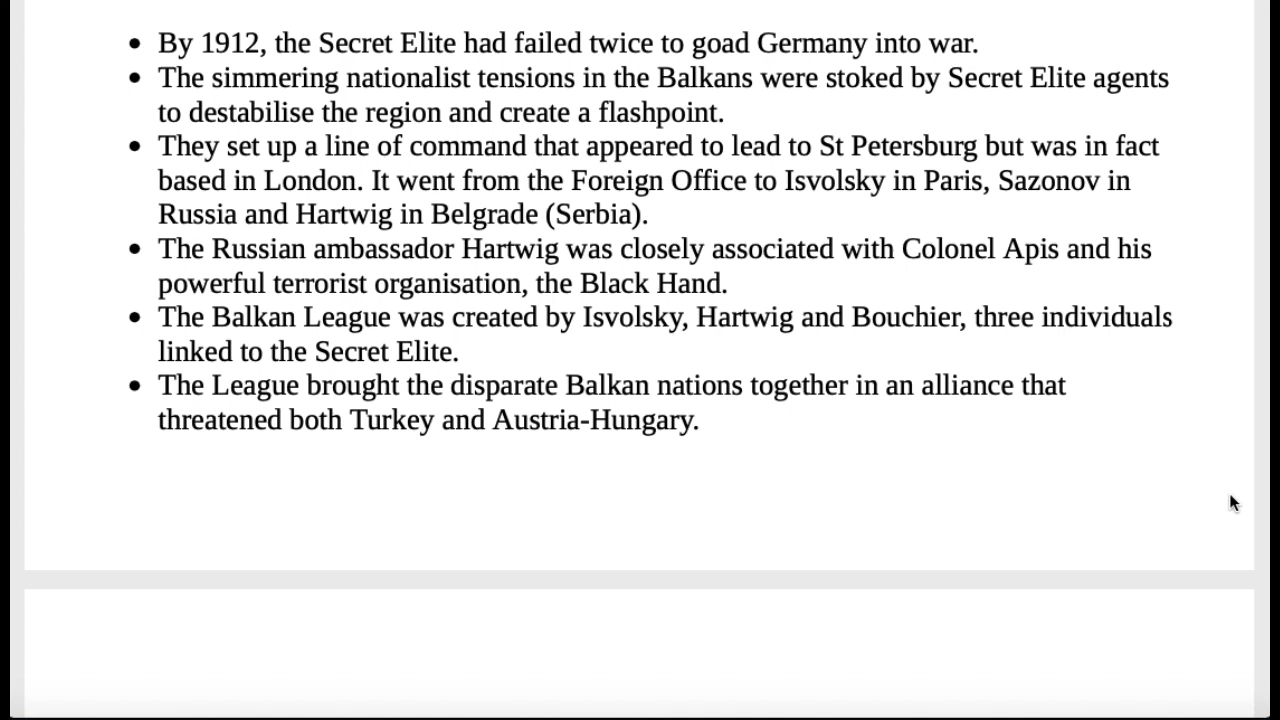 • By 1912, the Secret Elite had failed twice to goad Germany into war.
• The simmering nationalist tensions in the Balkans were stoked by Secret Elite agents
to destabilise the region and create a flashpoint.
• They set up a line of command that appeared to lead to St Petersburg but was in fact
based in London. It went from the Foreign Office to Isvolsky in Paris, Sazonov in
Russia and Hartwig in Belgrade (Serbia).
• The Russian ambassador Hartwig was closely associated with Colonel Apis and his
powerful terrorist organisation, the Black Hand.
• The Balkan League was created by Isvolsky, Hartwig and Bouchier, three individuals
linked to the Secret Elite.
• The League brought the disparate Balkan nations together in an alliance that
threatened both Turkey and Austria-Hungary.